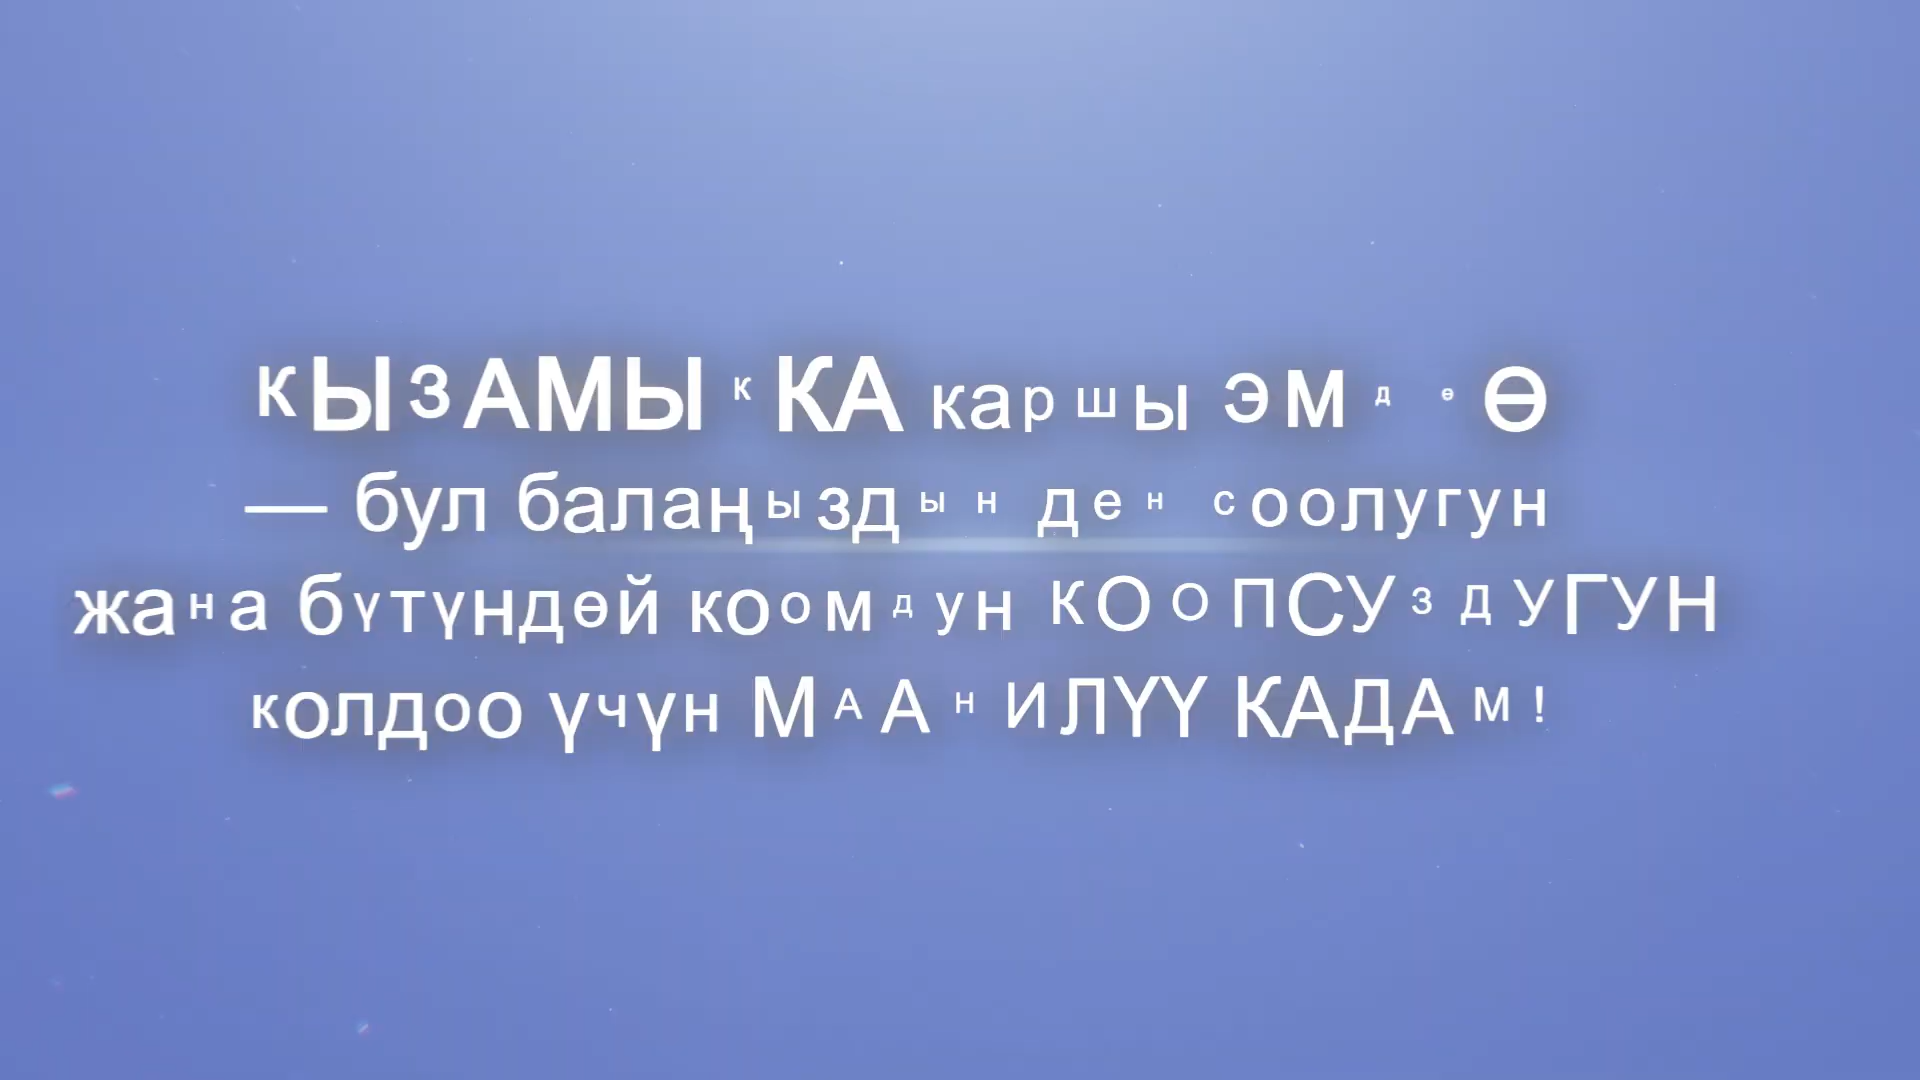 КЫЗАМЫкКА каршы ЭМдөӨ
— бул балаңыздын ден соолугун
жана бүтүндөй коомдун КООПСУЗДУГУН
колдоо үчүн МААНИЛҮҮ КАДАМ!